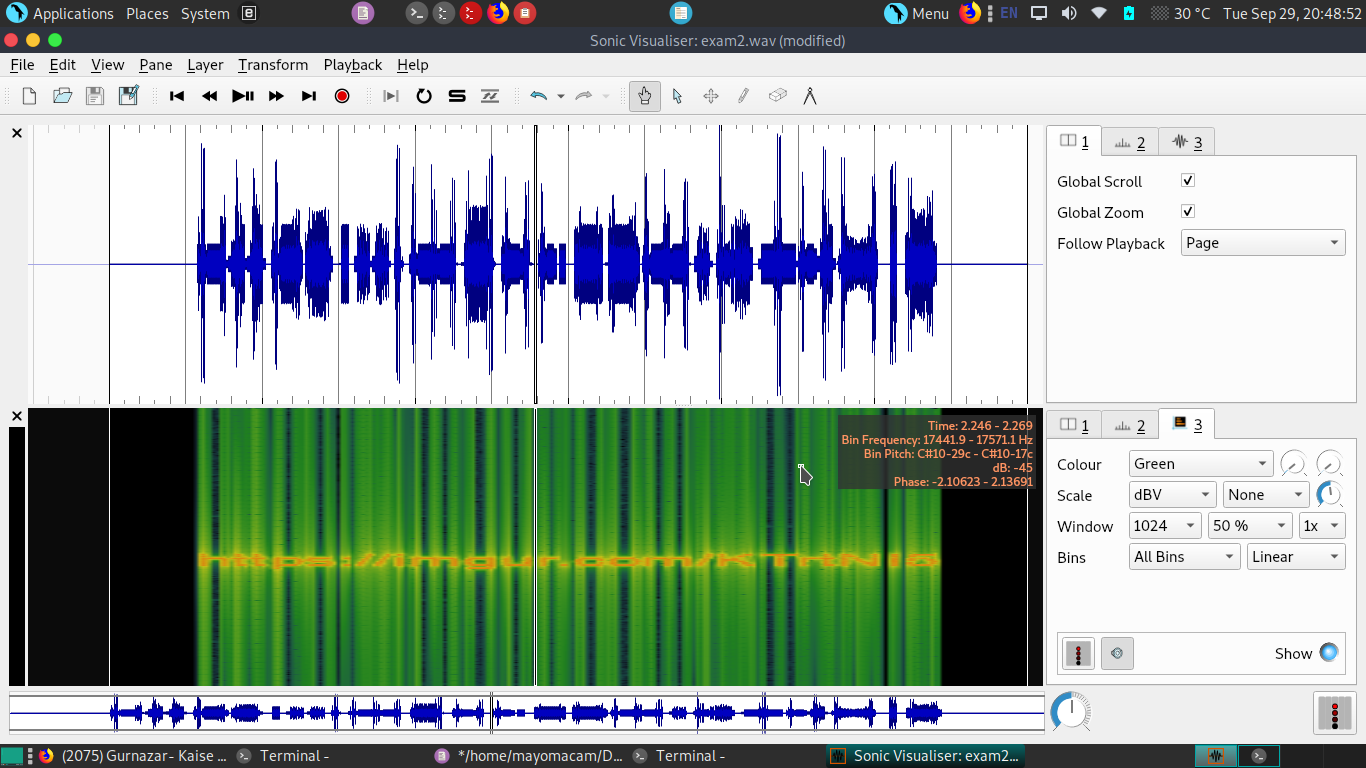 Applications Places System
Menu EN 30 °C Tue Sep 29, 20:48:52
Sonic Visualiser: exam2.wav (modified)
File Edit View Pane Layer Transform Playback Help
1 2 3
Global Scroll
Global Zoom
Follow Playback Page
Time: 2.246 - 2.269
Bin Frequency: 17441.9 - 17571.1 Hz
Bin Pitch: C#10-29c - C#10-17c
dB: -45
Phase: -2.10623 - 2.13691
1 2 3
Colour Green
Scale dBV None
Window 1024 50 % 1x
Bins All Bins Linear
Show
(2075) Gurnazar- Kaise ... Terminal - */home/mayomacam/D... Terminal - Sonic Visualiser: exam2...